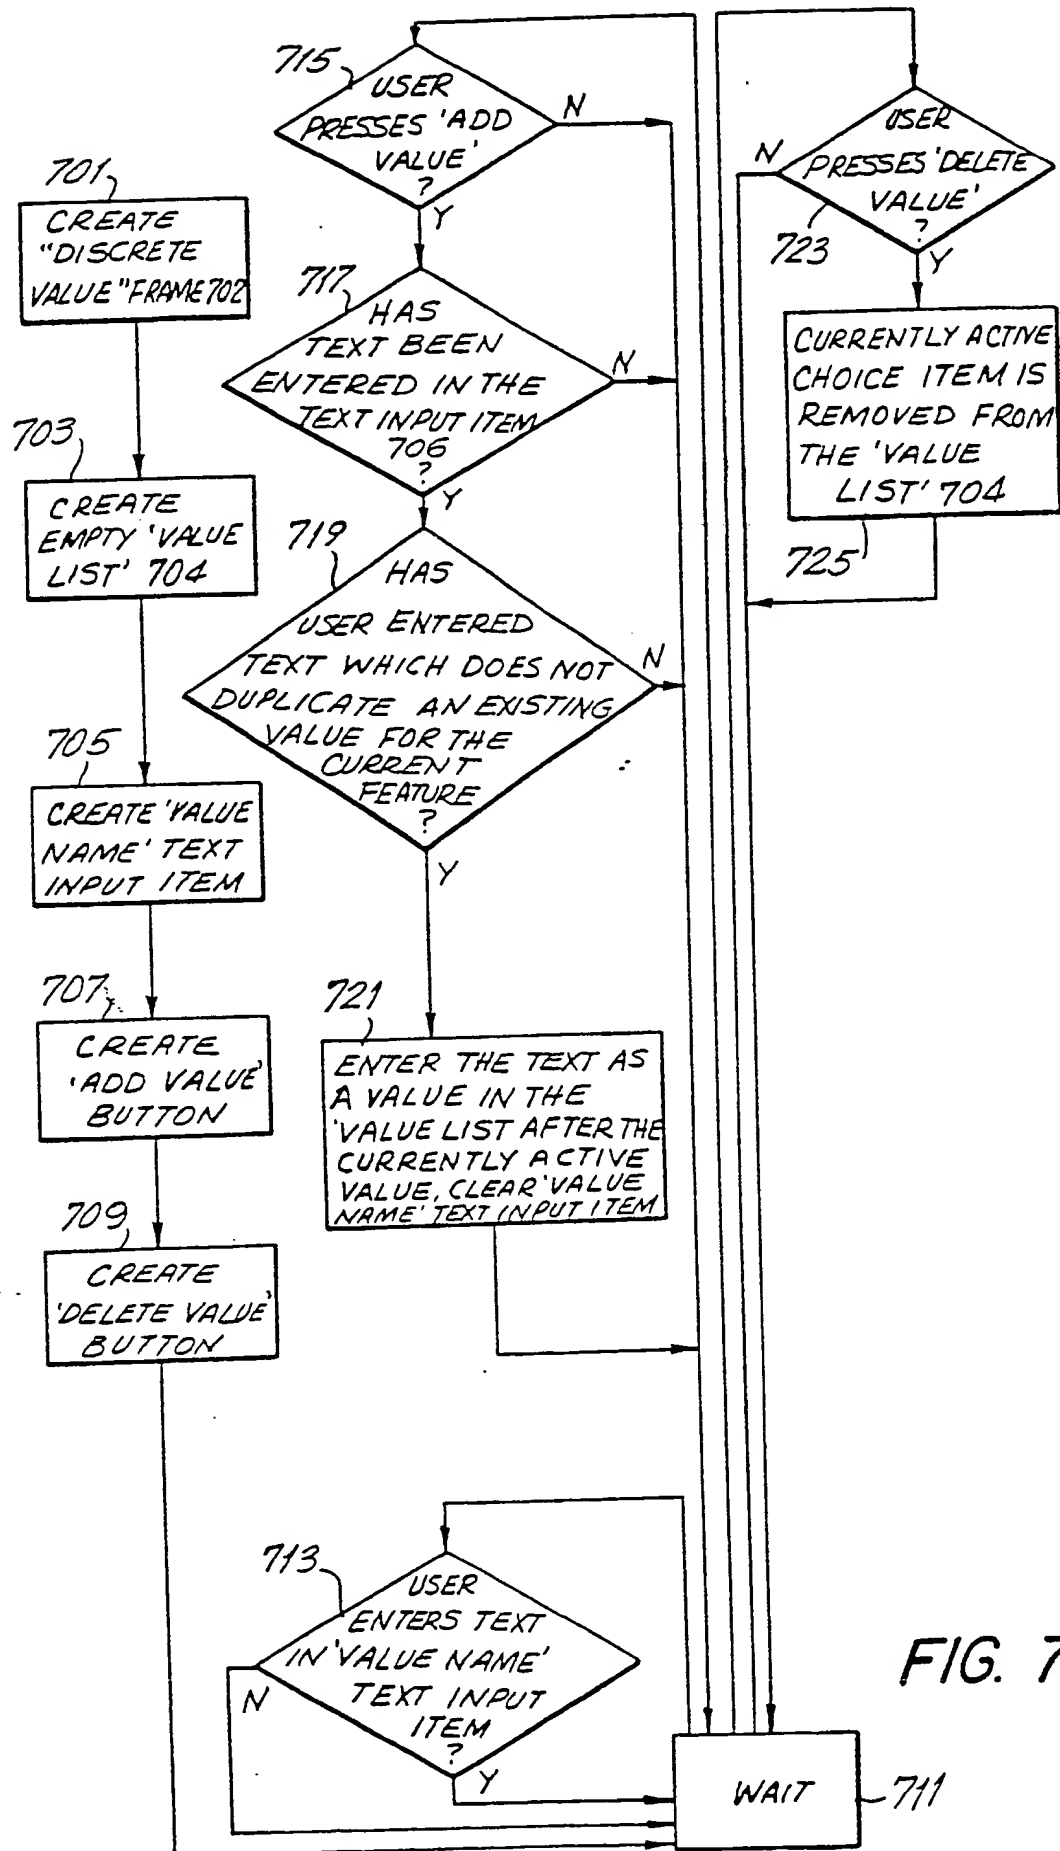 701
CREATE
"DISCRETE
VALUE" FRAME 702
703
CREATE
EMPTY 'VALUE
LIST' 704
705
CREATE 'VALUE
NAME' TEXT
INPUT ITEM
707
CREATE
'ADD VALUE'
BUTTON
709
CREATE
'DELETE VALUE'
BUTTON
715
USER
PRESSES 'ADD
VALUE'
?
N
Y
717
HAS
TEXT BEEN
ENTERED IN THE
TEXT INPUT ITEM
706
?
N
Y
719
HAS
USER ENTERED
TEXT WHICH DOES NOT
DUPLICATE AN EXISTING
VALUE FOR THE
CURRENT
FEATURE
?
N
Y
721
ENTER THE TEXT AS
A VALUE IN THE
'VALUE LIST AFTER THE
CURRENTLY ACTIVE
VALUE, CLEAR 'VALUE
NAME' TEXT INPUT ITEM
713
USER
ENTERS TEXT
IN 'VALUE NAME'
TEXT INPUT
ITEM
?
N
Y
USER
PRESSES 'DELETE
VALUE'
?
N
723
Y
CURRENTLY ACTIVE
CHOICE ITEM IS
REMOVED FROM
THE 'VALUE
LIST' 704
725
WAIT
711
FIG. 7